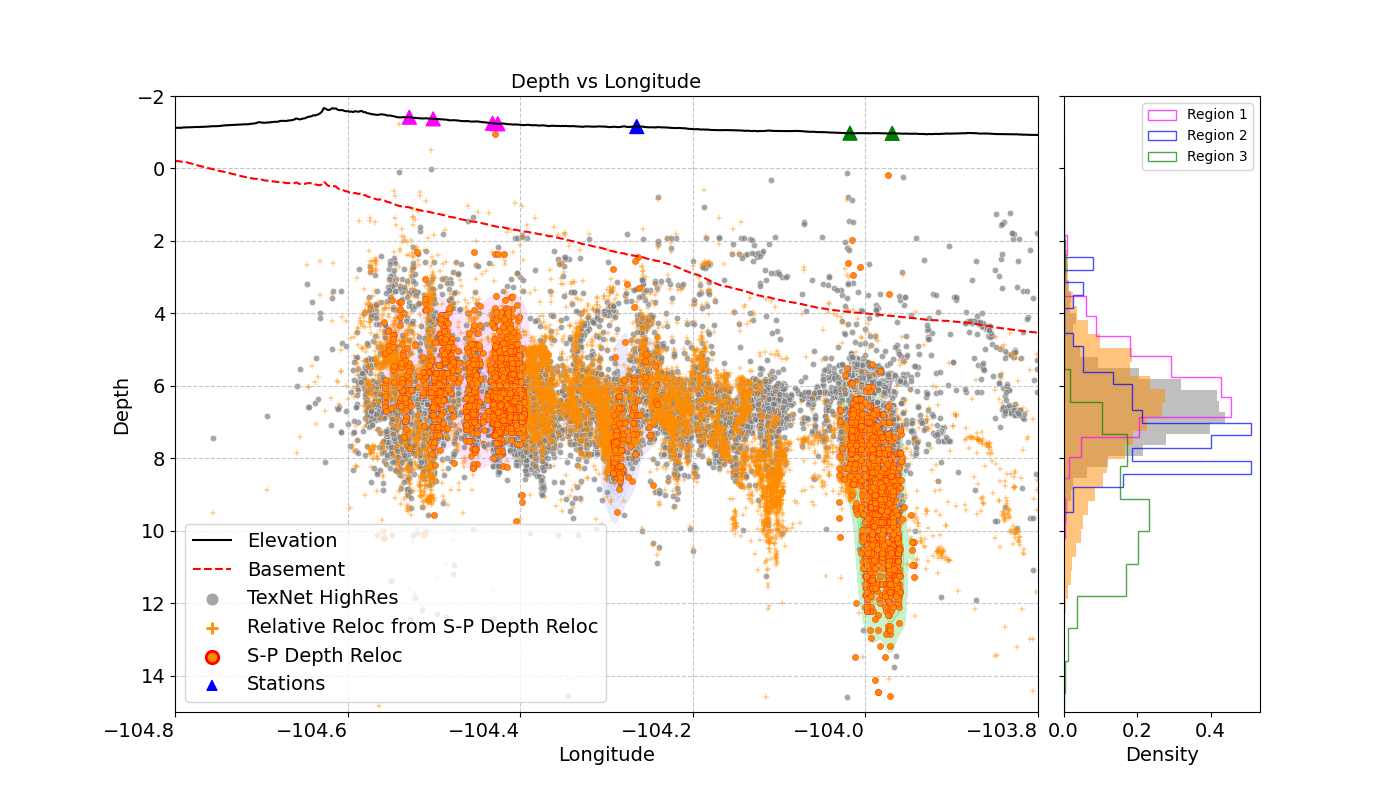 Depth vs Longitude
−2
0
2
4
6
8
10
12
14
Depth
Elevation
Basement
TexNet HighRes
Relative Reloc from S-P Depth Reloc
S-P Depth Reloc
Stations
−104.8
−104.6
−104.4
−104.2
−104.0
−103.8
Longitude
Region 1
Region 2
Region 3
0.0
0.2
0.4
Density